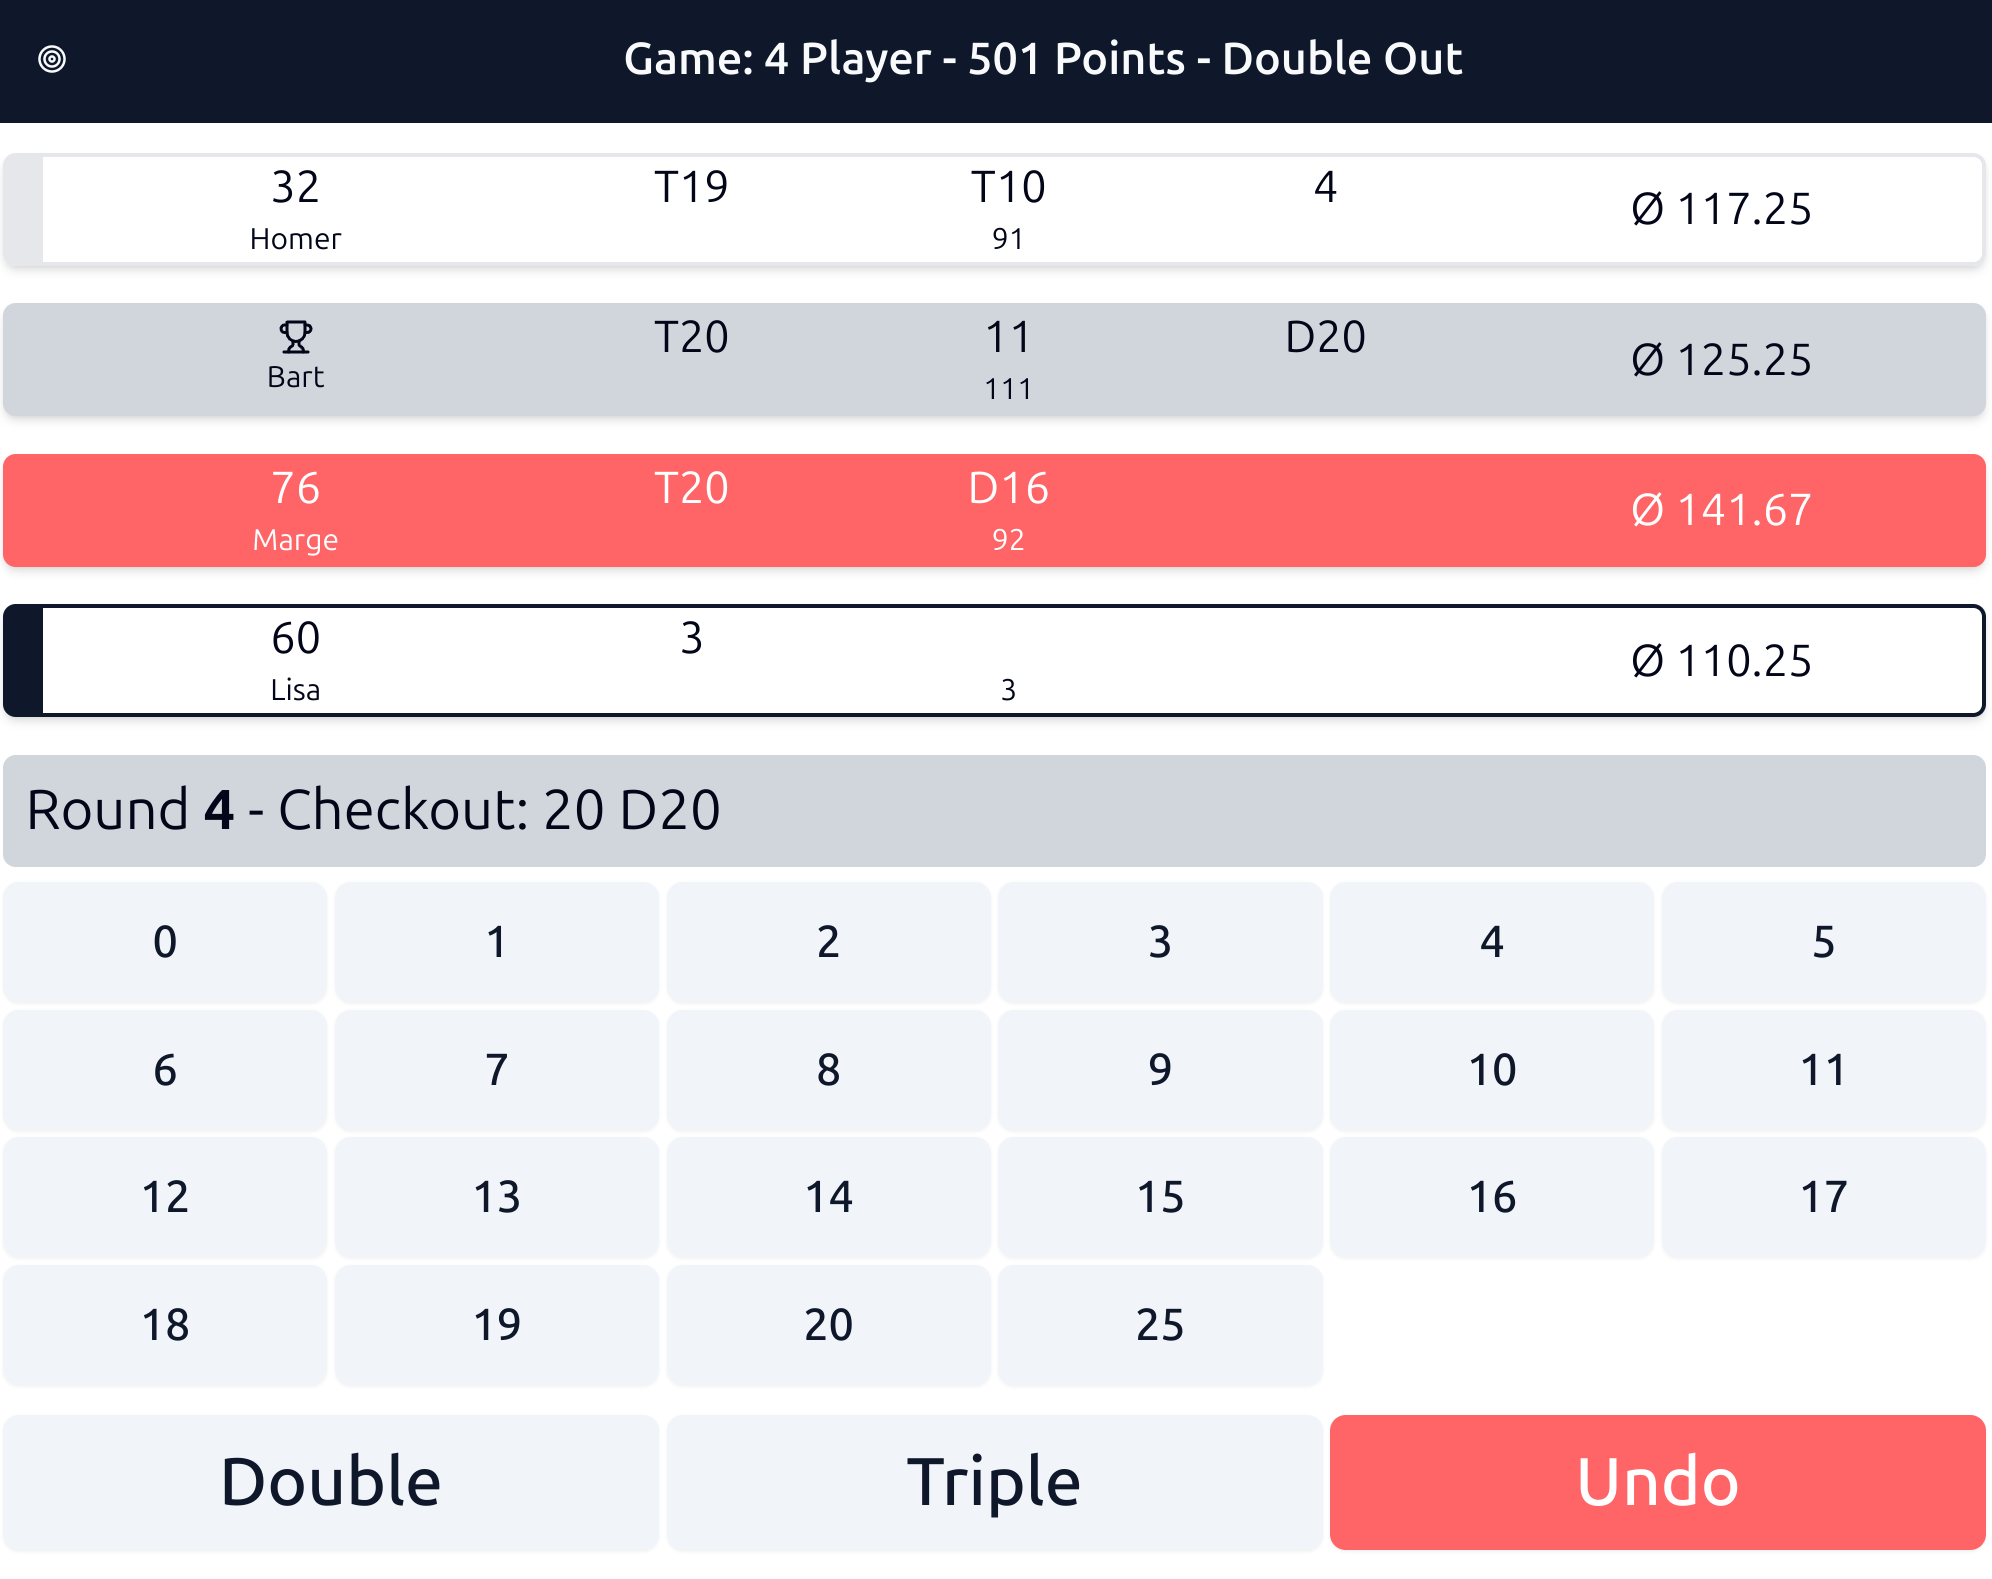 Game: 4 Player - 501 Points - Double Out
32 T19 T10 4 Ø 117.25
Homer 91
T20 11 D20 Ø 125.25
Bart 111
76 T20 D16 Ø 141.67
Marge 92
60 3 Ø 110.25
Lisa 3
Round 4 - Checkout: 20 D20
0 1 2 3 4 5
6 7 8 9 10 11
12 13 14 15 16 17
18 19 20 25
Double Triple Undo